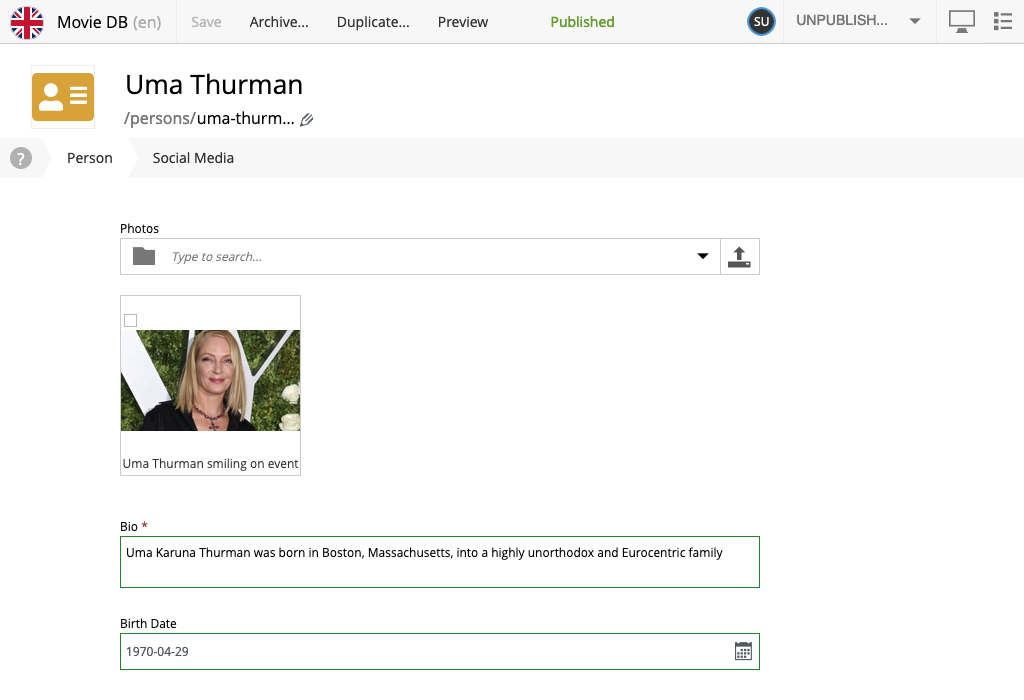 Movie DB (en) Save Archive... Duplicate... Preview Published SU UNPUBLISH...
Uma Thurman
/persons/uma-thurm...
? Person Social Media
Photos
Type to search...
Uma Thurman smiling on event
Bio *
Uma Karuna Thurman was born in Boston, Massachusetts, into a highly unorthodox and Eurocentric family
Birth Date
1970-04-29